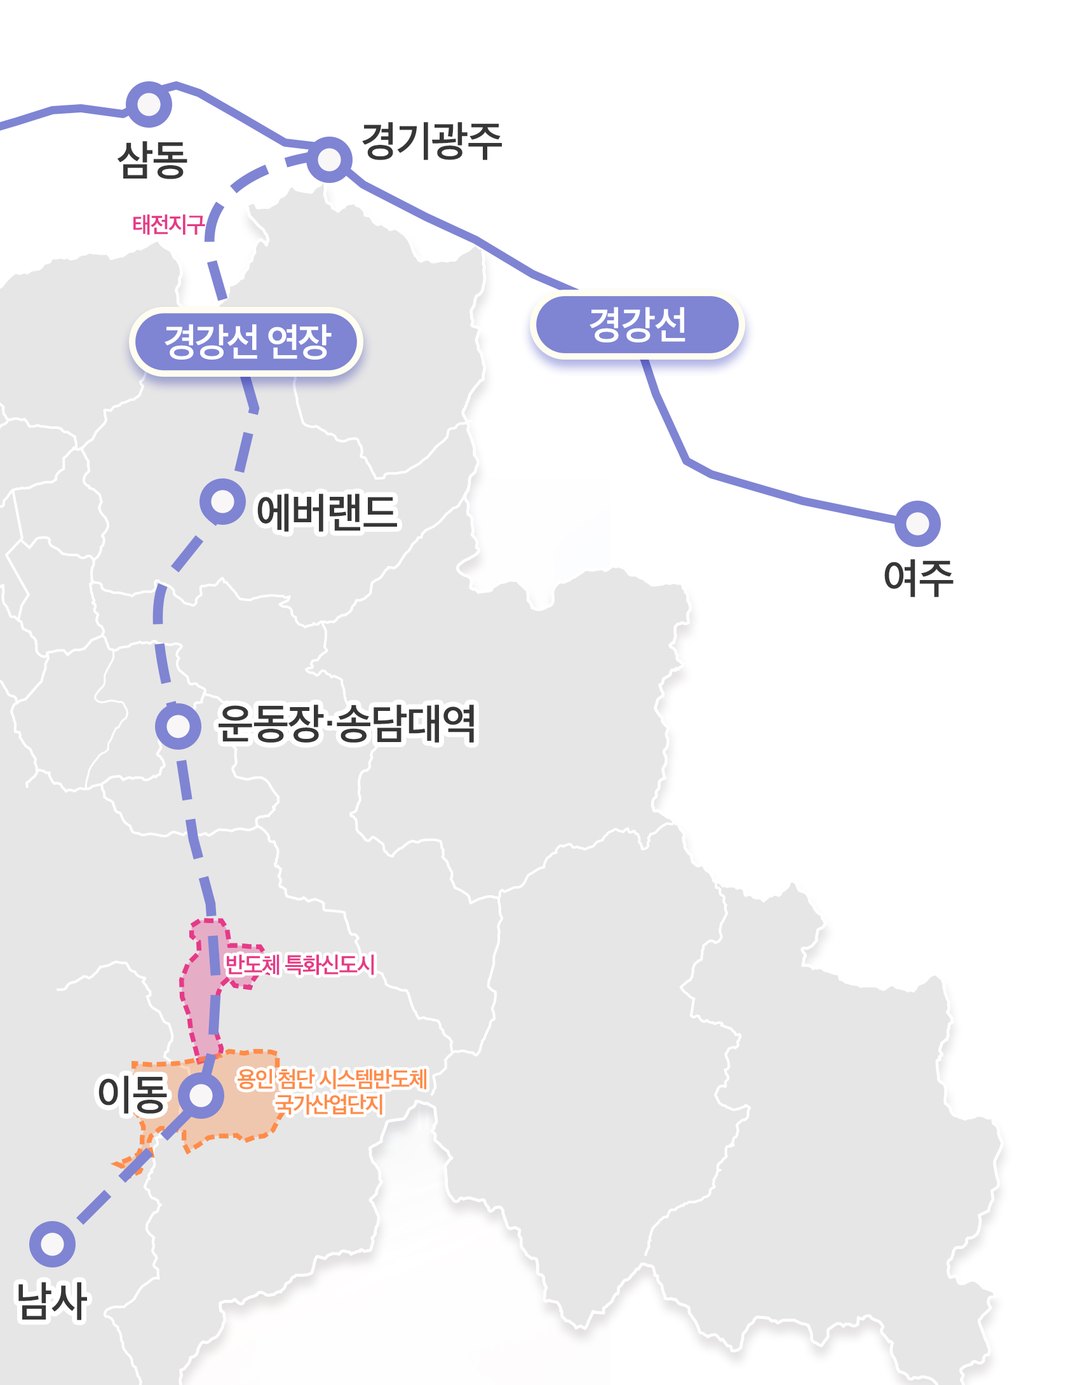 경기광주
삼동
태전지구
경강선 연장
경강선
에버랜드
여주
운동장·송담대역
반도체 특화신도시
이동
용인 첨단 시스템반도체
국가산업단지
남사